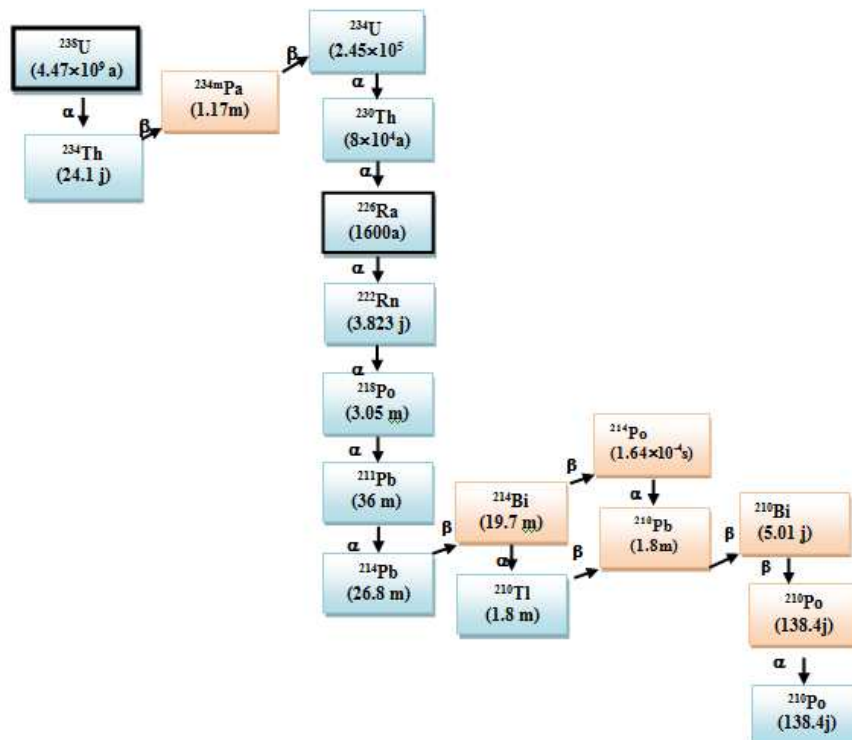 ²³⁸U
(4.47×10⁹ a)
α
²³⁴Th
(24.1 j)
β
²³⁴ᵐPa
(1.17m)
β
²³⁴U
(2.45×10⁵
α
²³⁰Th
(8×10⁴a)
α
²²⁶Ra
(1600a)
α
²²²Rn
(3.823 j)
α
²¹⁸Po
(3.05 m)
α
²¹¹Pb
(36 m)
α
²¹⁴Pb
(26.8 m)
β
²¹⁴Bi
(19.7 m)
α
²¹⁰Tl
(1.8 m)
β
β
²¹⁴Po
(1.64×10⁻⁴s)
α
²¹⁰Pb
(1.8m)
β
²¹⁰Bi
(5.01 j)
β
²¹⁰Po
(138.4j)
α
²¹⁰Po
(138.4j)